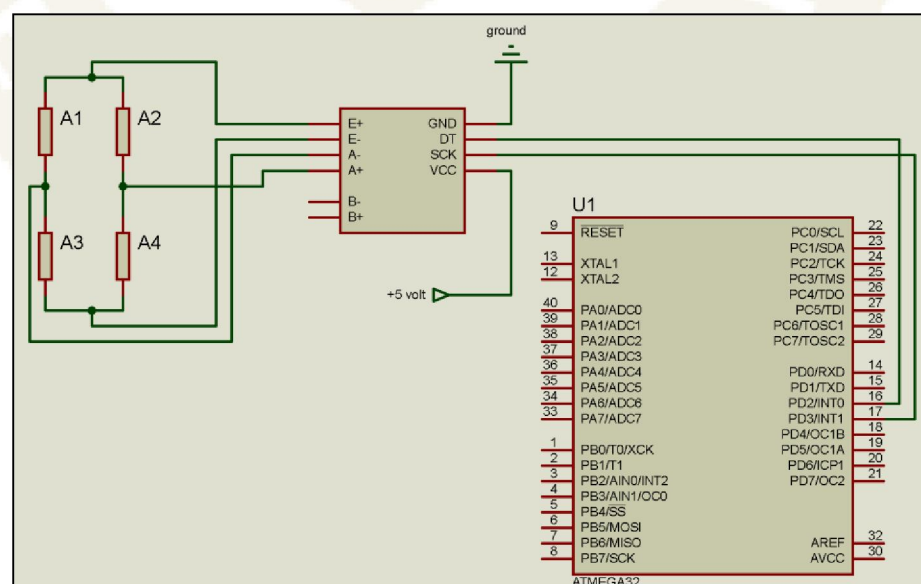 ground
A1 A2
A3 A4
E+ GND
E- DT
A- SCK
A+ VCC
B-
B+
+5 volt
U1
9 RESET PC0/SCL 22
PC1/SDA 23
13 XTAL1 PC2/TCK 24
12 XTAL2 PC3/TMS 25
PC4/TDO 26
40 PA0/ADC0 PC5/TDI 27
39 PA1/ADC1 PC6/TOSC1 28
38 PA2/ADC2 PC7/TOSC2 29
37 PA3/ADC3
36 PA4/ADC4 PD0/RXD 14
35 PA5/ADC5 PD1/TXD 15
34 PA6/ADC6 PD2/INT0 16
33 PA7/ADC7 PD3/INT1 17
PD4/OC1B 18
1 PB0/T0/XCK PD5/OC1A 19
2 PB1/T1 PD6/ICP1 20
3 PB2/AIN0/INT2 PD7/OC2 21
4 PB3/AIN1/OC0
5 PB4/SS
6 PB5/MOSI
7 PB6/MISO AREF 32
8 PB7/SCK AVCC 30
ATMEGA32